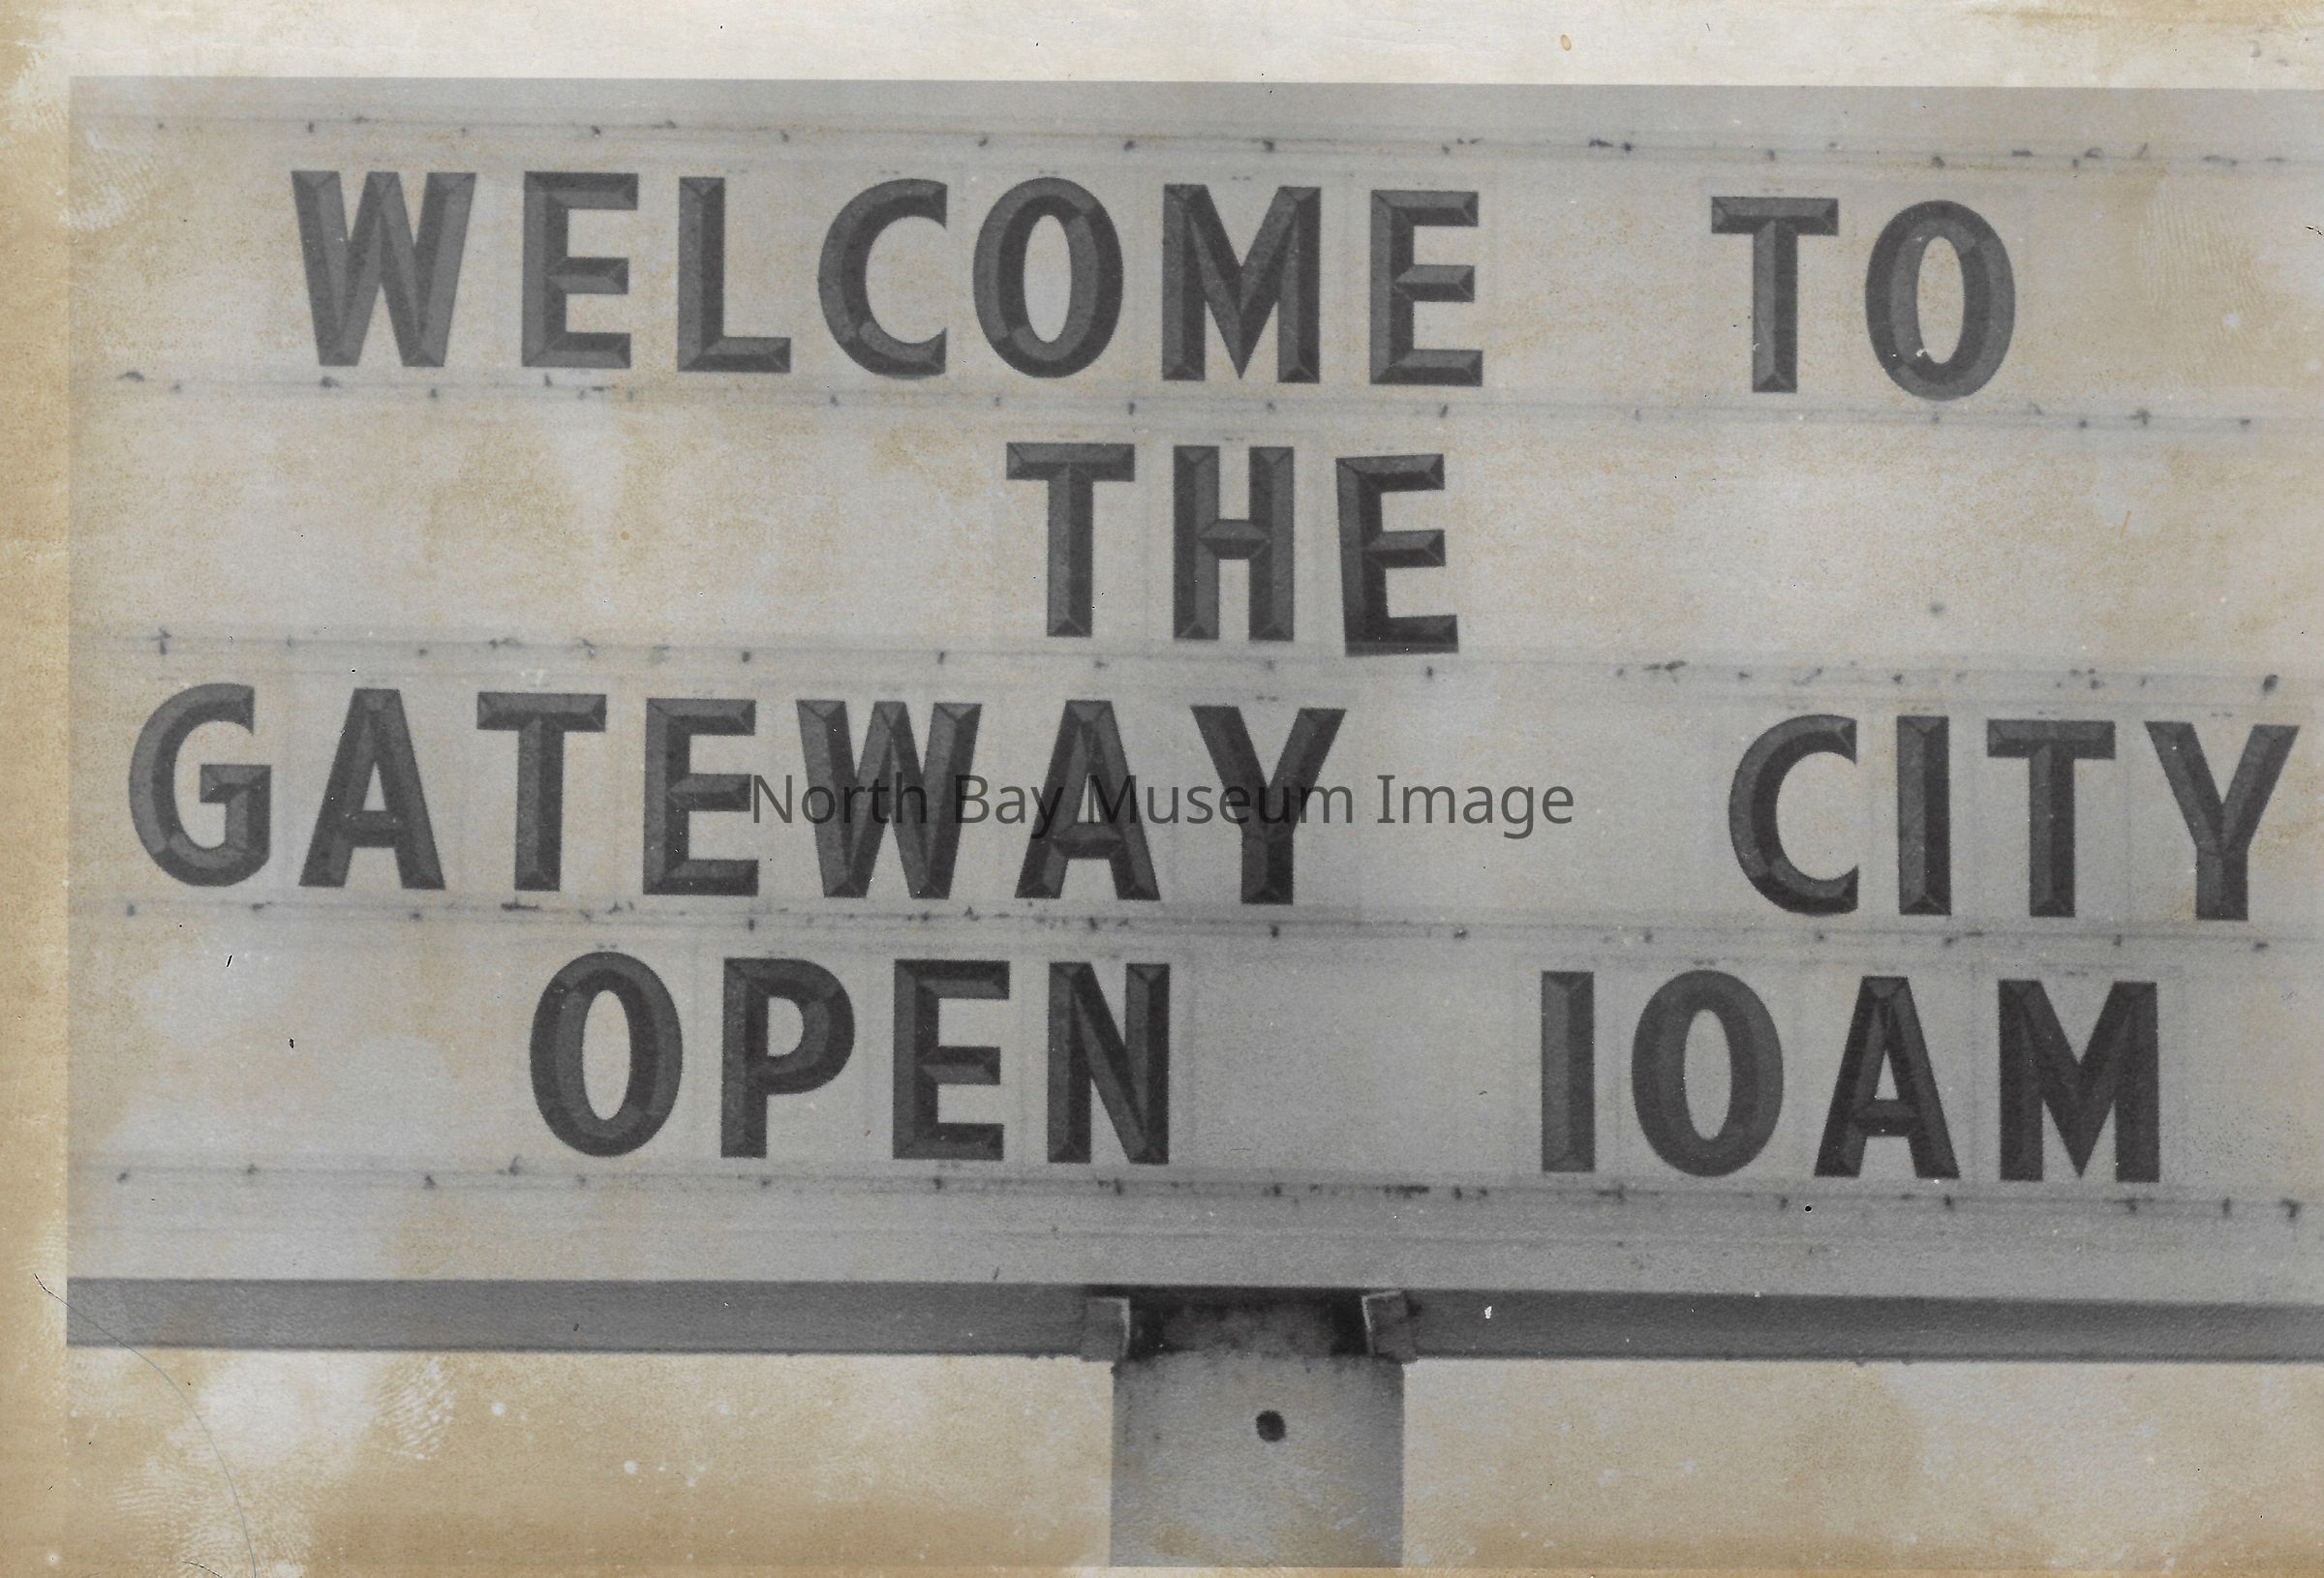 WELCOME TO
THE
GATEWAY CITY
North Bay Museum Image
OPEN 10AM